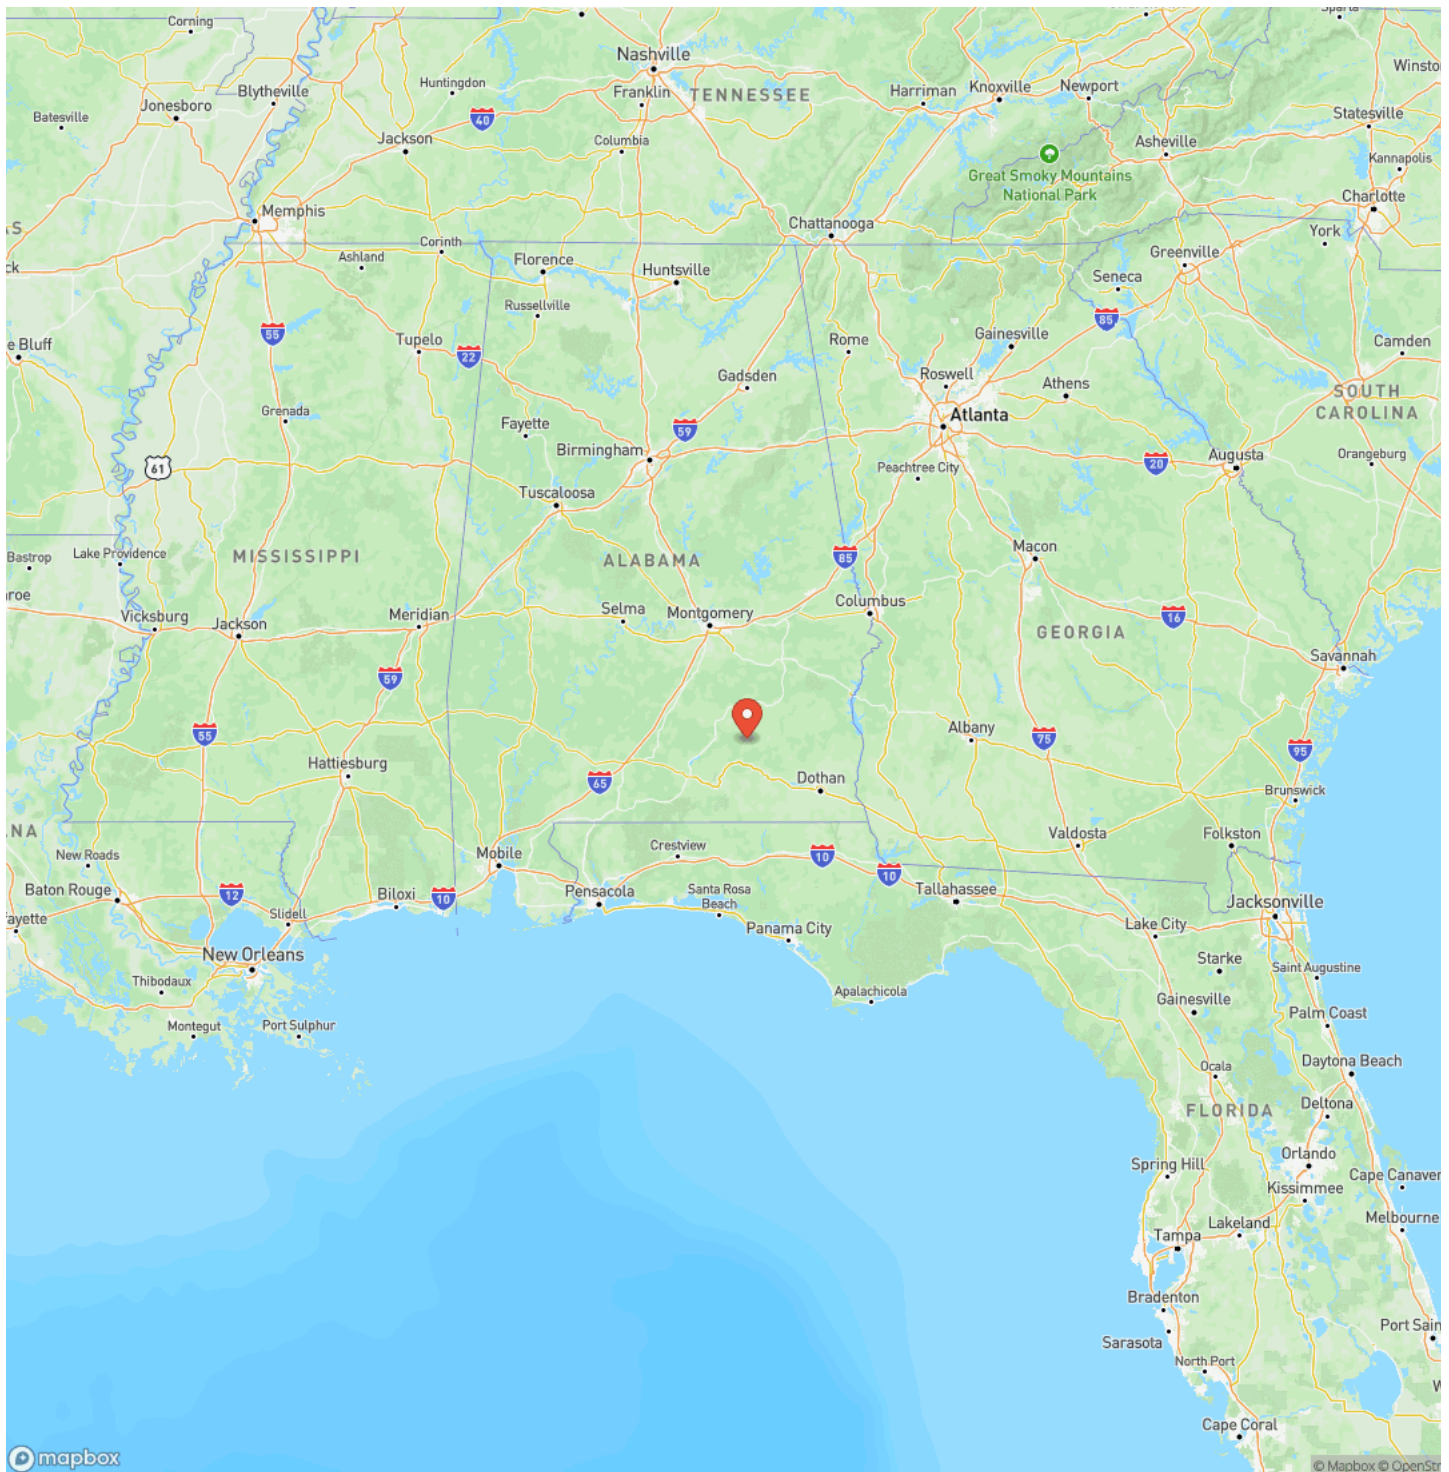 Corning
Sparta
Nashville
Winsto
Huntingdon
Blytheville
Franklin
TENNESSEE
Harriman
Knoxville
Newport
Jonesboro
Batesville
40
Statesville
Jackson
Columbia
Asheville
Kannapolis
Great Smoky Mountains
National Park
Charlotte
Memphis
AS
Chattanooga
York
Corinth
Ashland
Florence
Greenville
ck
Huntsville
Seneca
Russellville
55
85
e Bluff
Tupelo
22
Rome
Gainesville
Camden
Gadsden
Roswell
Athens
SOUTH
CAROLINA
Grenada
Atlanta
Fayette
59
Birmingham
61
Peachtree City
20
Augusta
Orangeburg
Tuscaloosa
Macon
Bastrop
Lake Providence
MISSISSIPPI
ALABAMA
85
roe
Vicksburg
Jackson
Meridian
Selma
Montgomery
Columbus
16
GEORGIA
Savannah
59
55
Albany
75
95
Hattiesburg
65
Dothan
Brunswick
NA
Valdosta
Folkston
New Roads
Mobile
Crestview
10
10
Baton Rouge
12
Biloxi
10
Pensacola
Santa Rosa
Beach
Tallahassee
Jacksonville
ayette
Slidell
Panama City
Lake City
New Orleans
Starke
Saint Augustine
Thibodaux
Apalachicola
Gainesville
Montegut
Port Sulphur
Palm Coast
Ocala
Daytona Beach
FLORIDA
Deltona
Orlando
Spring Hill
Cape Canaver
Kissimmee
Lakeland
Melbourne
Tampa
Bradenton
Port Sain
Sarasota
North Port
W
Cape Coral
mapbox
© Mapbox © OpenStr